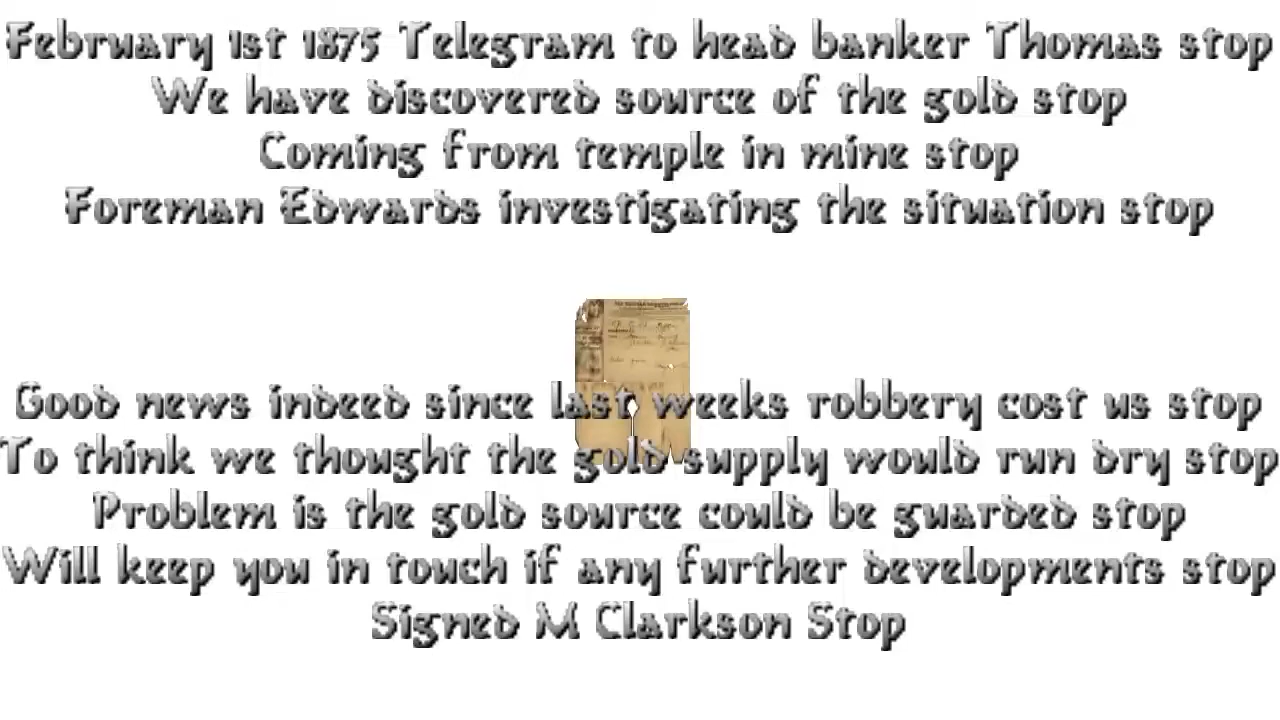 February 1st 1875 Telegram to head banker Thomas stop
We have discovered source of the gold stop
Coming from temple in mine stop
Foreman Edwards investigating the situation stop
Good news indeed since last weeks robbery cost us stop
To think we thought the gold supply would run dry stop
Problem is the gold source could be guarded stop
Will keep you in touch if any further developments stop
Signed M Clarkson Stop